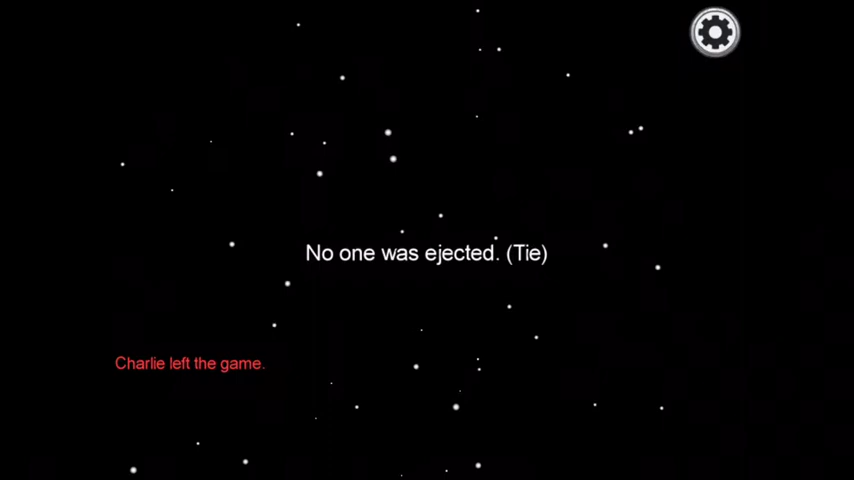 No one was ejected. (Tie)
Charlie left the game.